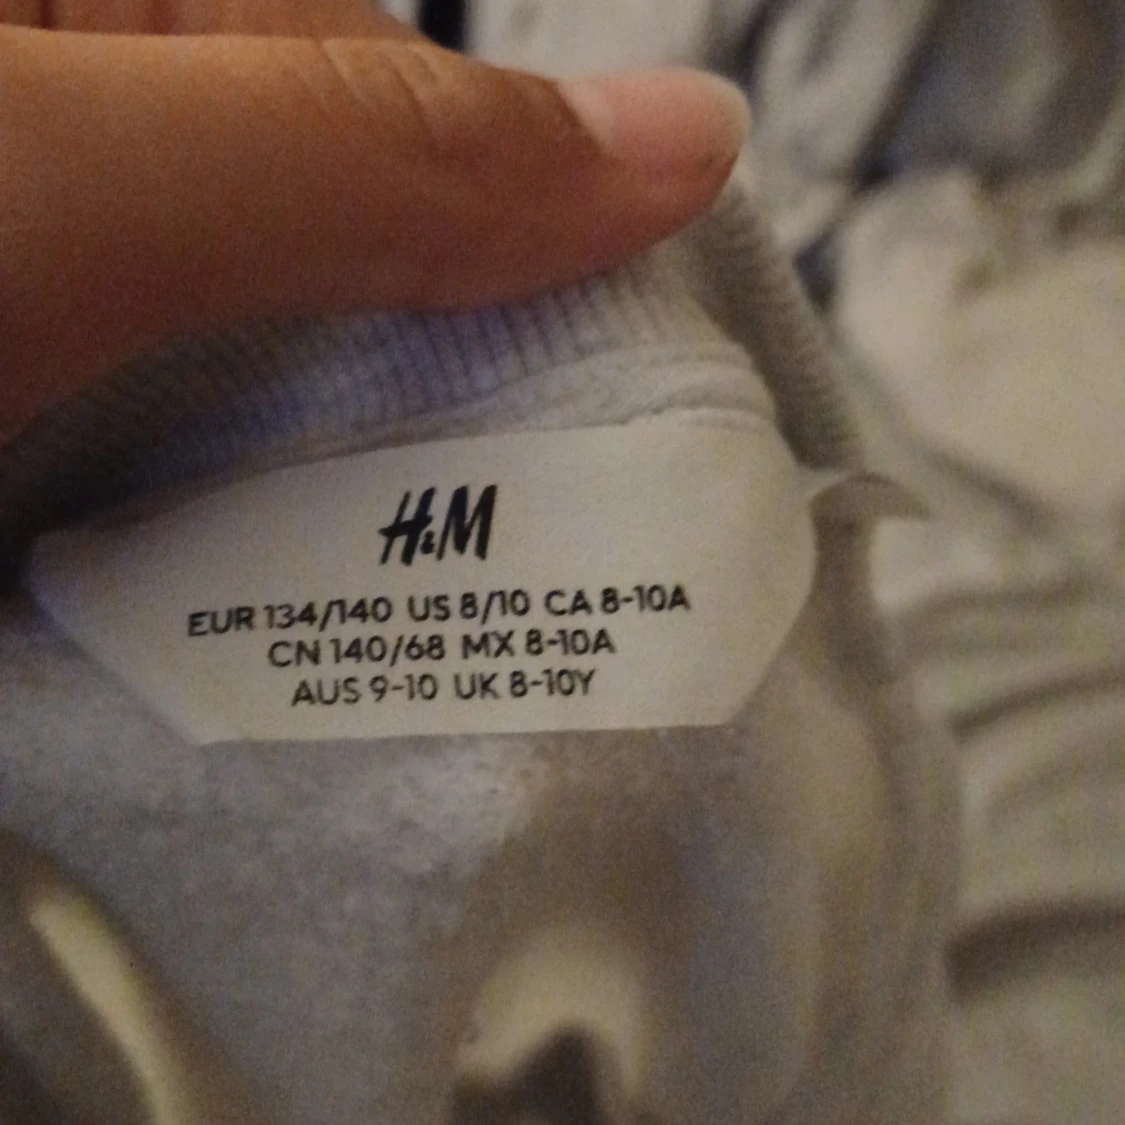 H&M
EUR 134/140 US 8/10 CA 8-10A
CN 140/68 MX 8-10A
AUS 9-10 UK 8-10Y